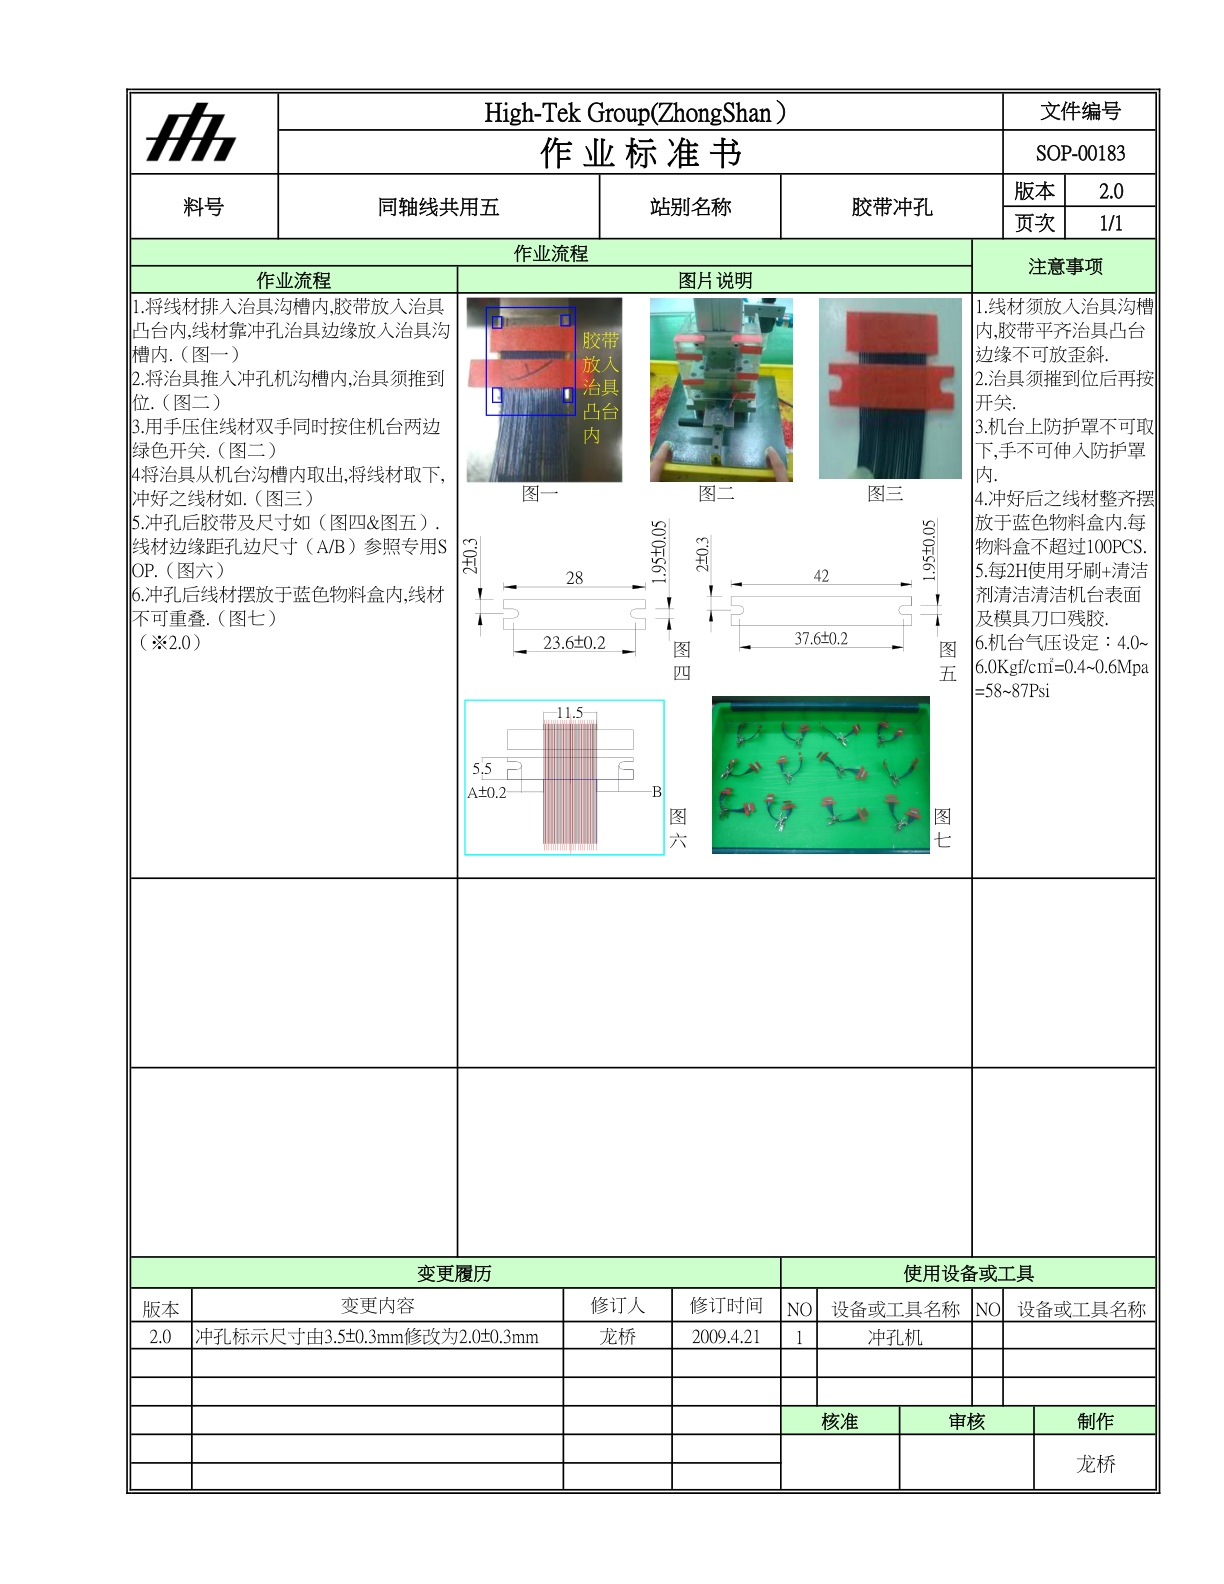 High-Tek Group(ZhongShan）
文件编号
作 业 标 准 书
SOP-00183
料号
同轴线共用五
站别名称
胶带冲孔
版本
2.0
页次
1/1
作业流程
注意事项
作业流程
图片说明
1.将线材排入治具沟槽内,胶带放入治具
凸台内,线材靠冲孔治具边缘放入治具沟
槽内.（图一）
2.将治具推入冲孔机沟槽内,治具须推到
位.（图二）
3.用手压住线材双手同时按住机台两边
绿色开关.（图二）
4将治具从机台沟槽内取出,将线材取下,
冲好之线材如.（图三）
5.冲孔后胶带及尺寸如（图四&图五）.
线材边缘距孔边尺寸（A/B）参照专用S
OP.（图六）
6.冲孔后线材摆放于蓝色物料盒内,线材
不可重叠.（图七）
（※2.0）
胶带
放入
治具
凸台
内
图一
图二
图三
2±0.3
28
1.95±0.05
23.6±0.2
图
四
2±0.3
42
1.95±0.05
37.6±0.2
图
五
11.5
5.5
A±0.2
B
图
六
图
七
1.线材须放入治具沟槽
内,胶带平齐治具凸台
边缘不可放歪斜.
2.治具须摧到位后再按
开关.
3.机台上防护罩不可取
下,手不可伸入防护罩
内.
4.冲好后之线材整齐摆
放于蓝色物料盒内.每
物料盒不超过100PCS.
5.每2H使用牙刷+清洁
剂清洁清洁机台表面
及模具刀口残胶.
6.机台气压设定：4.0~
6.0Kgf/c㎡=0.4~0.6Mpa
=58~87Psi
变更履历
使用设备或工具
版本
变更内容
修订人
修订时间
NO
设备或工具名称
NO
设备或工具名称
2.0
冲孔标示尺寸由3.5±0.3mm修改为2.0±0.3mm
龙桥
2009.4.21
1
冲孔机
核准
审核
制作
龙桥